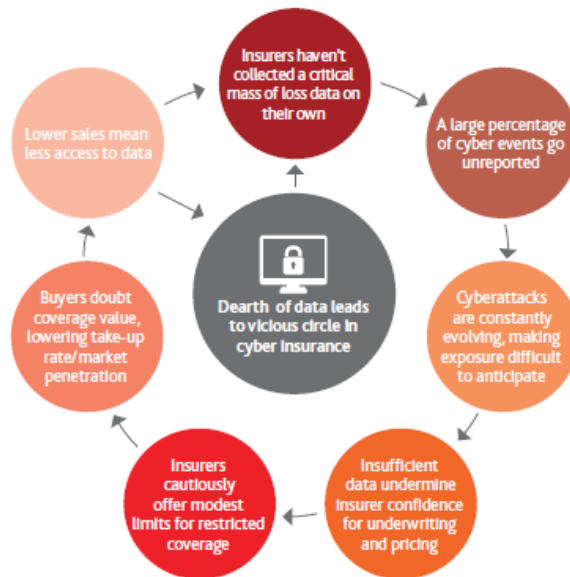 Insurers haven't
collected a critical
mass of loss data on
their own
A large percentage
of cyber events go
unreported
Cyberattacks
are constantly
evolving, making
exposure difficult
to anticipate
Insufficient
data undermine
insurer confidence
for underwriting
and pricing
Insurers
cautiously
offer modest
limits for restricted
coverage
Buyers doubt
coverage value,
lowering take-up
rate/market
penetration
Lower sales mean
less access to data
Dearth of data leads
to vicious circle in
cyber insurance